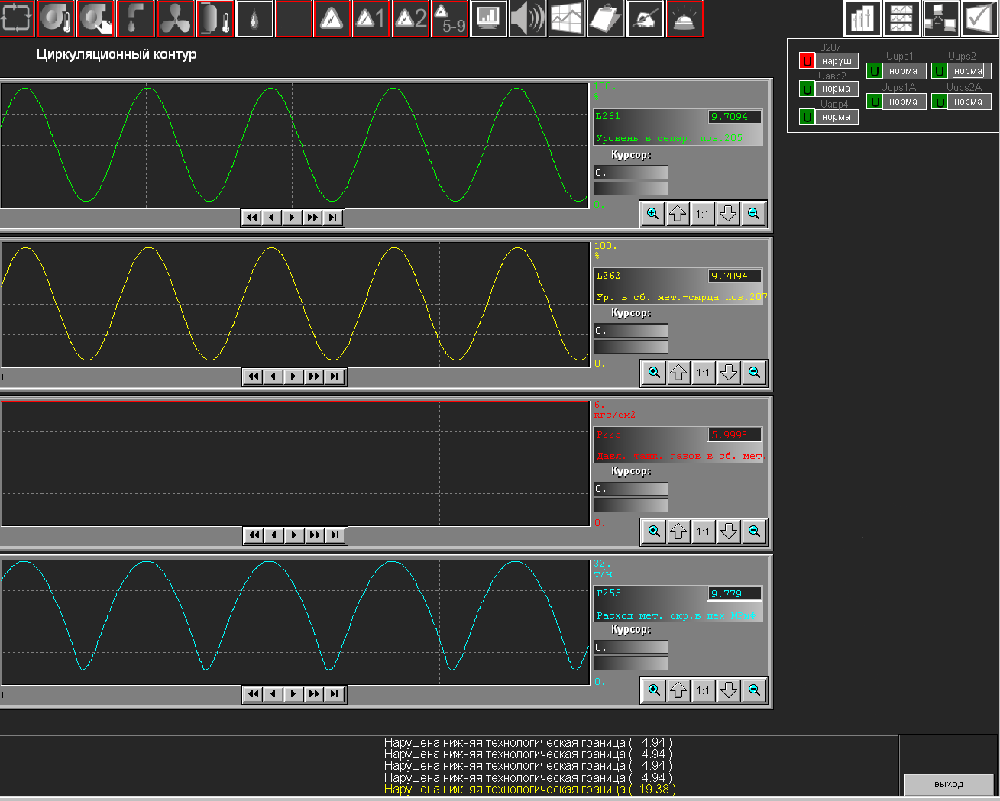 1
2
5-9
Циркуляционный контур
U207
наруш.
Uавр2
норма
Uавр4
норма
Uups1
норма
Uups2
норма
Uups1A
норма
Uups2A
норма
100.
%
L261
9.7094
Уровень в сепар. поз.205
Курсор:
0.
0.
1:1
100.
%
L262
9.7094
Ур. в сб. мет.-сырца поз.207
Курсор:
0.
0.
1:1
6.
кгс/см2
P225
5.9998
Давл. танк. газов в сб. мет.
Курсор:
0.
0.
1:1
32.
т/ч
F255
9.779
Расход мет.-сыр.в цех
Курсор:
0.
0.
1:1
Нарушена нижняя технологическая граница ( 4.94 )
Нарушена нижняя технологическая граница ( 4.94 )
Нарушена нижняя технологическая граница ( 4.94 )
Нарушена нижняя технологическая граница ( 4.94 )
Нарушена нижняя технологическая граница ( 19.38 )
выход